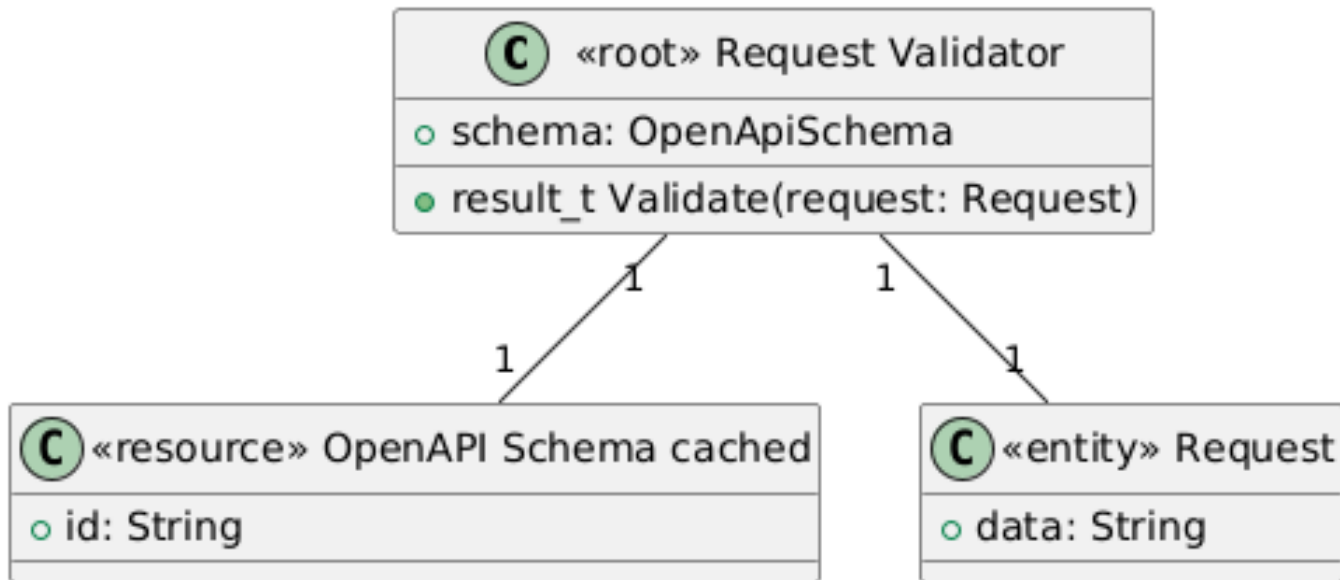 C «root» Request Validator
schema: OpenApiSchema
result_t Validate(request: Request)
1 1
1 1
C «resource» OpenAPI Schema cached
id: String
C «entity» Request
data: String